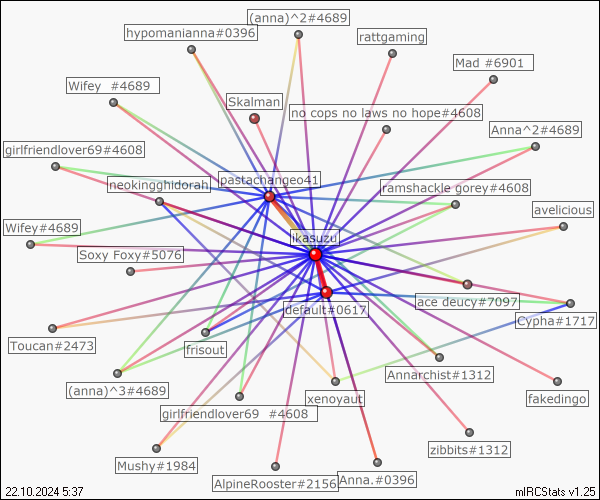 (anna)^2#4689
hypomanianna#0396
rattgaming
Mad #6901
Wifey  #4689
Skalman
no cops no laws no hope#4608
Anna^2#4689
girlfriendlover69#4608
pastachangeo41
neokingghidorah
ramshackle gorey#4608
avelicious
Wifey#4689
ikasuzu
Soxy Foxy#5076
ace deucy#7097
default#0617
Cypha#1717
Toucan#2473
frisout
Annarchist#1312
(anna)^3#4689
xenoyaut
fakedingo
girlfriendlover69  #4608
zibbits#1312
Mushy#1984
Anna.#0396
AlpineRooster#2156
22.10.2024 5:37
mIRCStats v1.25